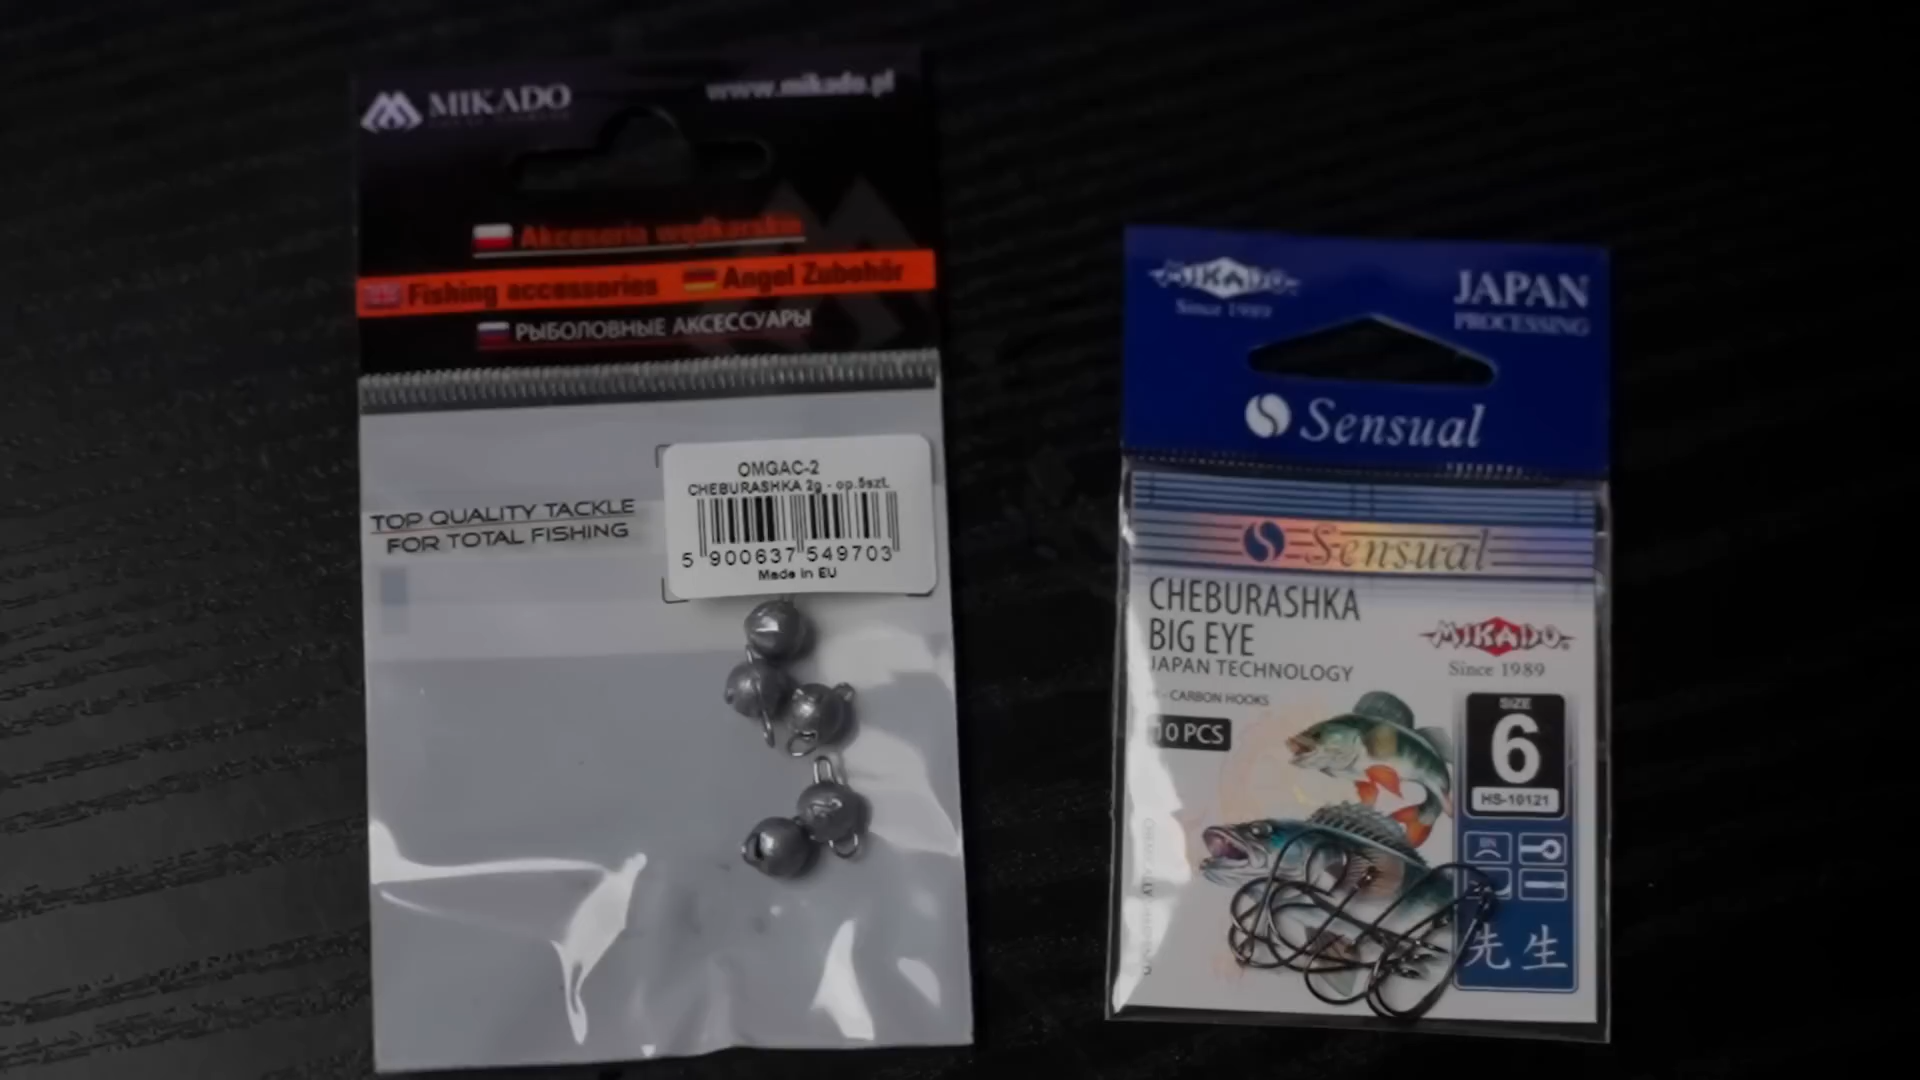 MIKADO
www.mikado.pl
Akcesoria wędkarskie
Fishing accessories Angel Zubehör
РЫБОЛОВНЫЕ АКСЕССУАРЫ
TOP QUALITY TACKLE
FOR TOTAL FISHING
OMGAC-2
CHEBURASHKA 2g - op.5szt.
5 900637 549703
Made in EU
MIKADO
Since 1989
JAPAN
PROCESSING
Sensual
Sensual
CHEBURASHKA
BIG EYE
JAPAN TECHNOLOGY
- CARBON HOOKS
10 PCS
MIKADO
Since 1989
SIZE
6
HS-10121
BN
先生